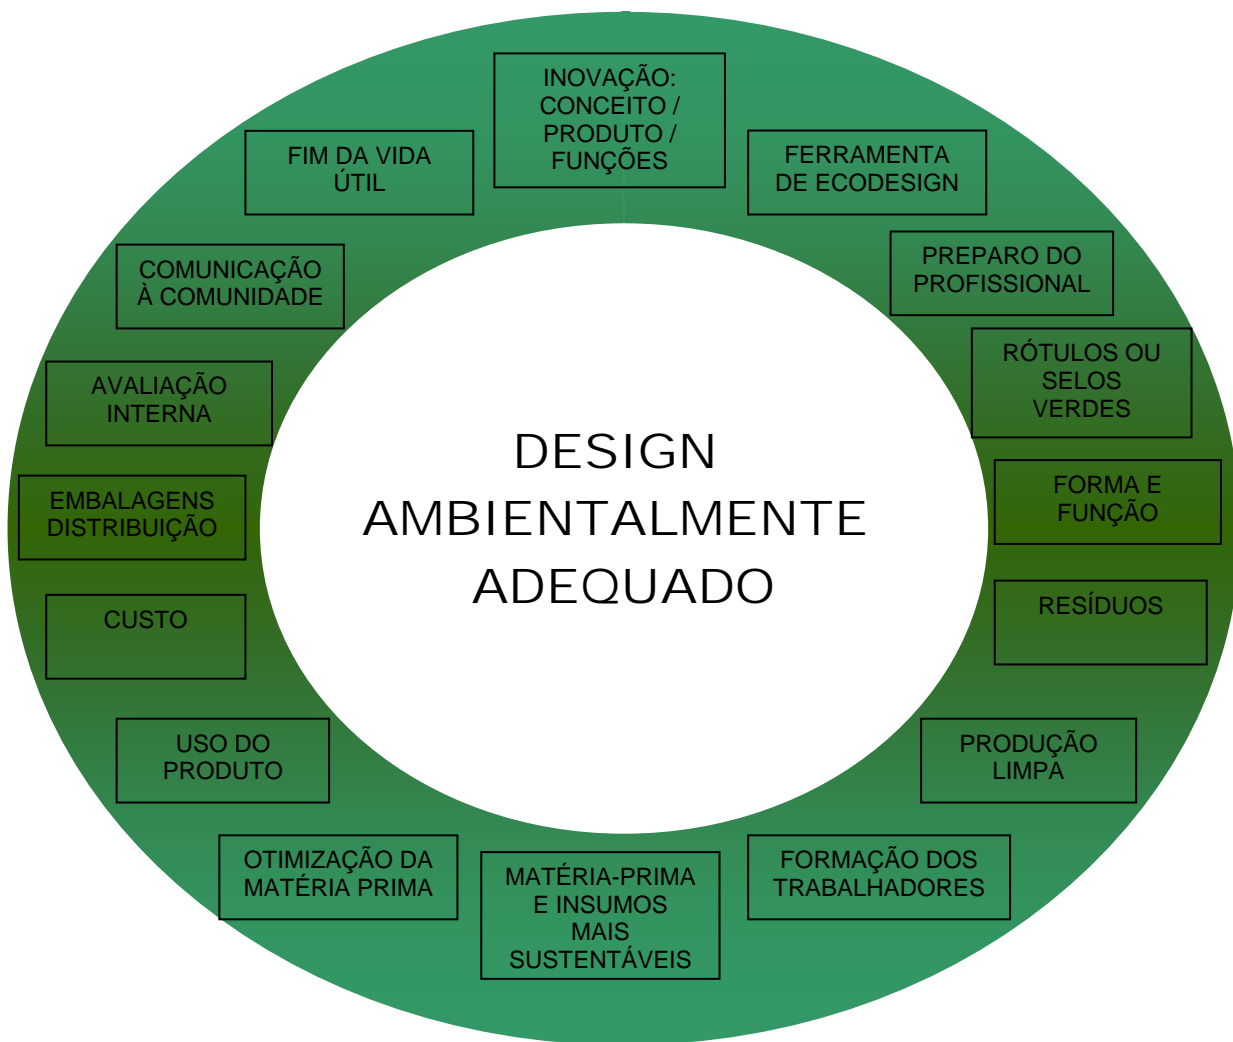 INOVAÇÃO:
CONCEITO /
PRODUTO /
FUNÇÕES
FERRAMENTA
DE ECODESIGN
PREPARO DO
PROFISSIONAL
RÓTULOS OU
SELOS
VERDES
FORMA E
FUNÇÃO
RESÍDUOS
PRODUÇÃO
LIMPA
FORMAÇÃO DOS
TRABALHADORES
MATÉRIA-PRIMA
E INSUMOS
MAIS
SUSTENTÁVEIS
OTIMIZAÇÃO DA
MATÉRIA PRIMA
USO DO
PRODUTO
CUSTO
EMBALAGENS
DISTRIBUIÇÃO
AVALIAÇÃO
INTERNA
COMUNICAÇÃO
À COMUNIDADE
FIM DA VIDA
ÚTIL
DESIGN
AMBIENTALMENTE
ADEQUADO